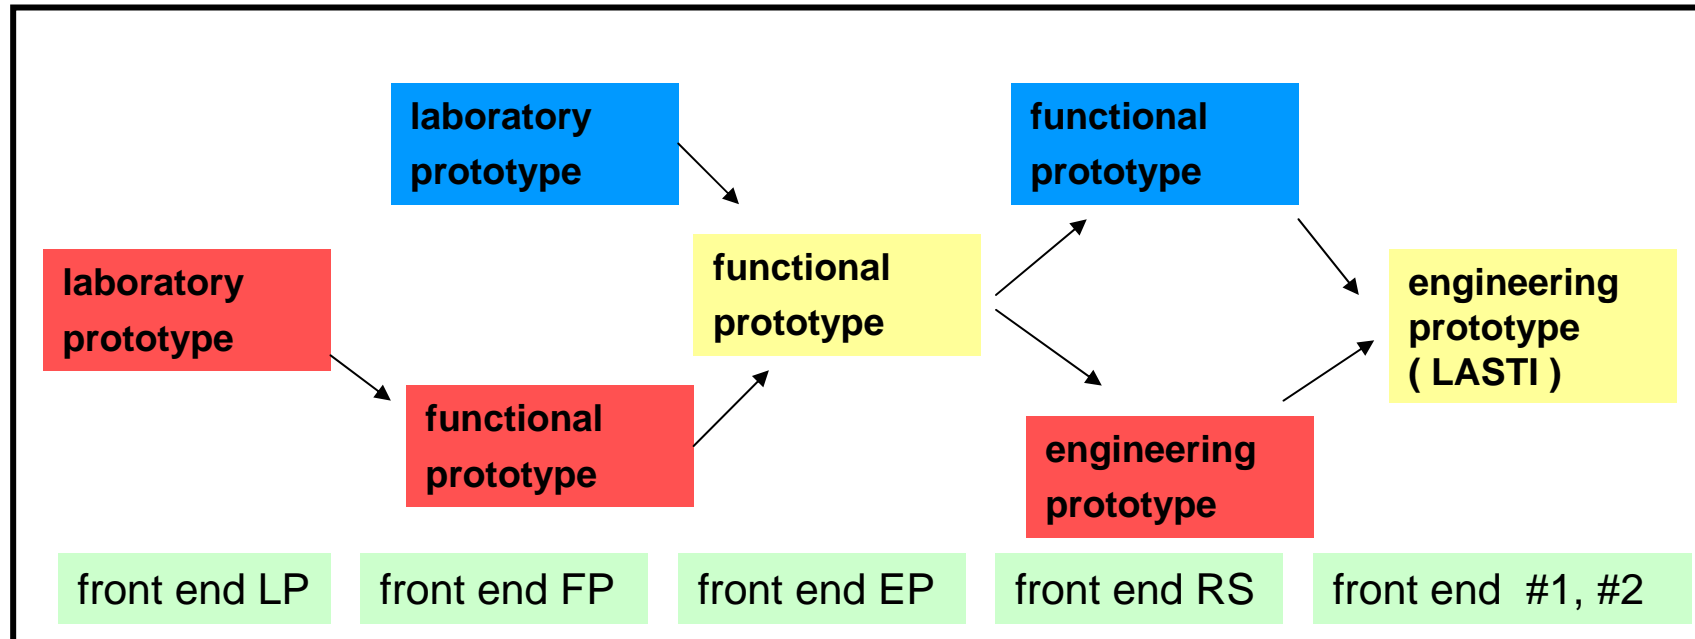 laboratory
prototype
functional
prototype
laboratory
prototype
functional
prototype
engineering
prototype
( LASTI )
functional
prototype
engineering
prototype
front end LP
front end FP
front end EP
front end RS
front end #1, #2